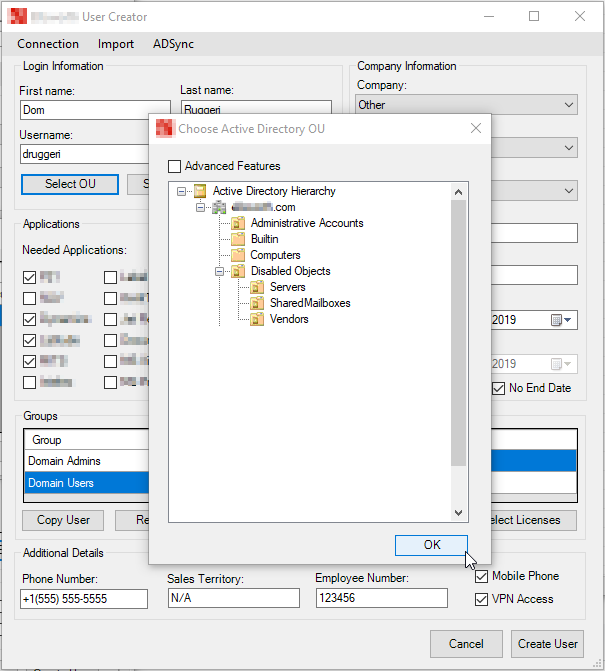 User Creator
Connection Import ADSync
Login Information
First name:
Last name:
Dom
Ruggeri
Username:
druggeri
Select OU
S
Company Information
Company:
Other
Choose Active Directory OU
Advanced Features
Active Directory Hierarchy
.com
Administrative Accounts
Builtin
Computers
Disabled Objects
Servers
SharedMailboxes
Vendors
OK
Applications
Needed Applications:
2019
2019
No End Date
Groups
Group
Domain Admins
Domain Users
Copy User
Re
elect Licenses
Additional Details
Phone Number:
Sales Territory:
Employee Number:
Mobile Phone
+1(555) 555-5555
N/A
123456
VPN Access
Cancel
Create User